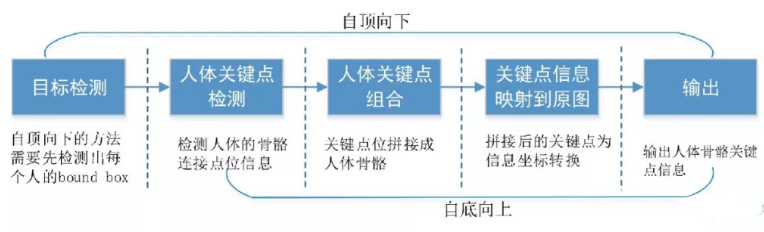 自顶向下
目标检测
人体关键点
检测
人体关键点
组合
关键点信息
映射到原图
输出
自顶向下的方法
需要先检测出每
个人的bound box
检测人体的骨骼
连接点位信息
关键点位拼接成
人体骨骼
拼接后的关键点为
信息坐标转换
输出人体骨骼关键
点信息
自底向上